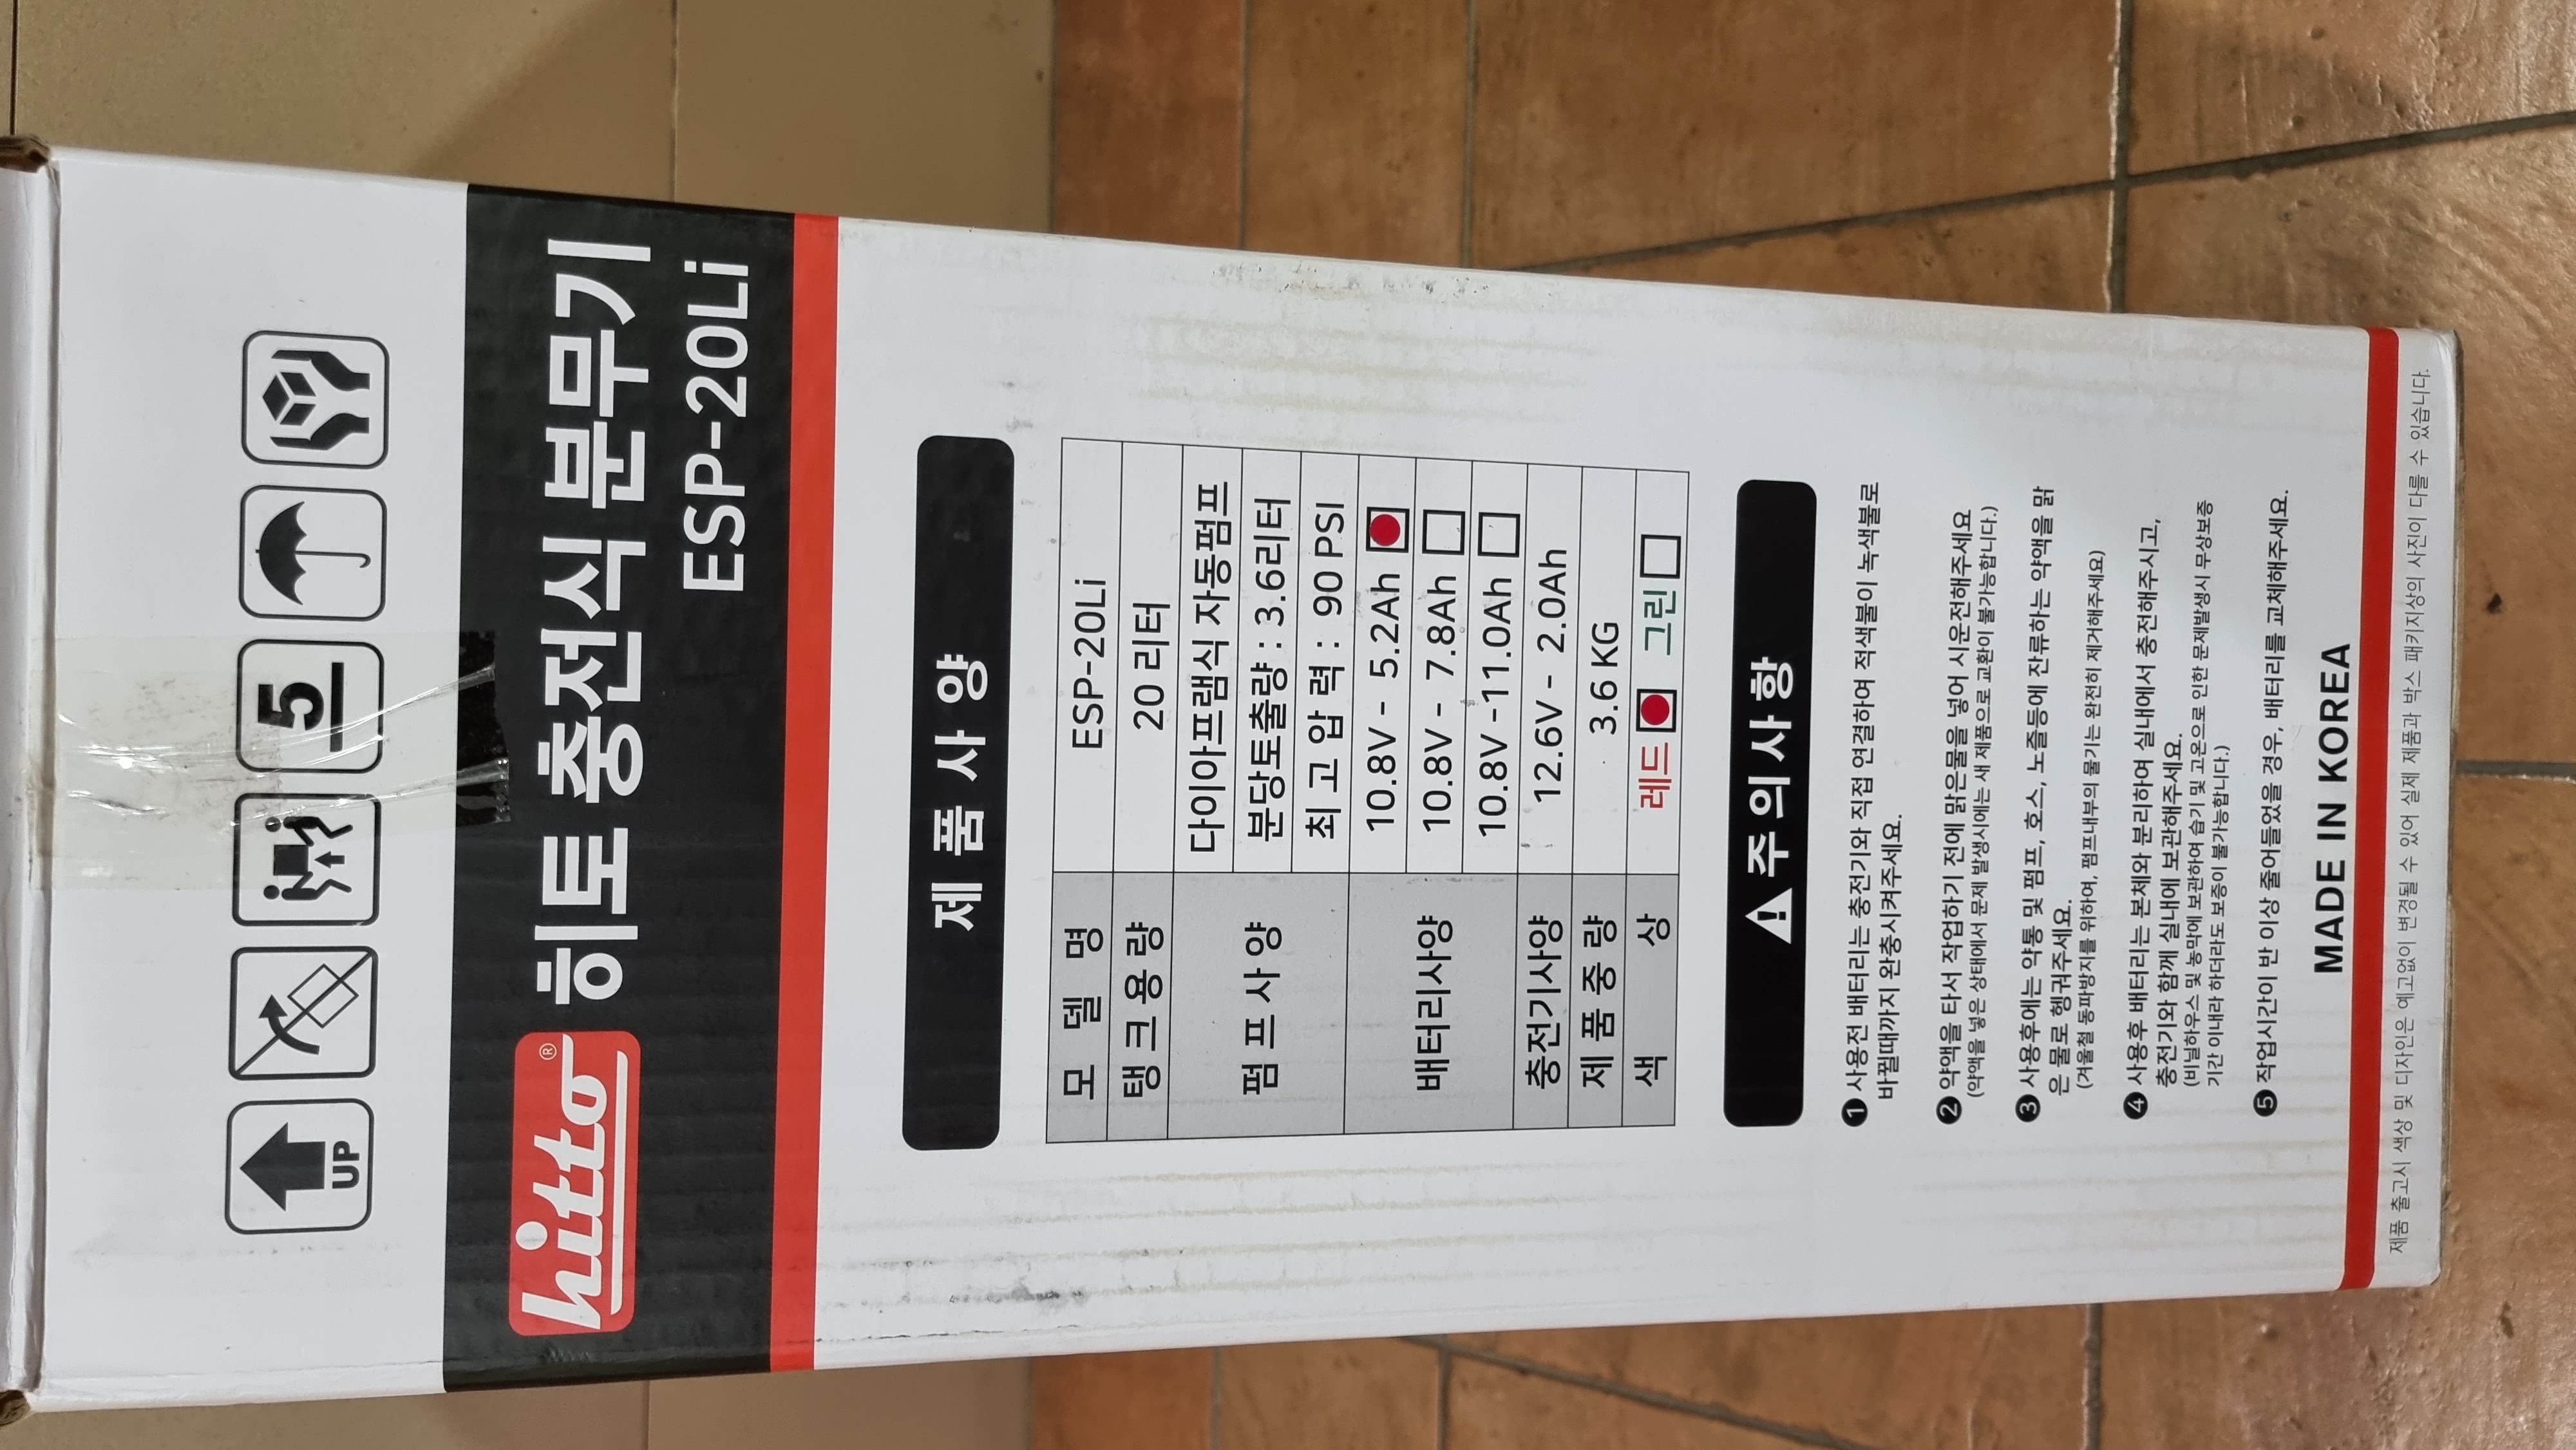 UP
5
hitto® 히토 충전식 분무기
ESP-20Li
제 품 사 양
모 델 명 ESP-20Li
탱크용량 20 리터
펌 프 사 양 다이아프램식 자동펌프
분당토출량 : 3.6리터
최 고 압 력 : 90 PSI
배터리사양 10.8V - 5.2Ah
10.8V - 7.8Ah
10.8V -11.0Ah
충전기사양 12.6V - 2.0Ah
제 품 중 량 3.6 KG
색 상 레드 그린
주의사항
❶ 사용전 배터리는 충전기와 직접 연결하여 적색불이 녹색불로
바뀔때까지 완충시켜주세요.
❷ 약액을 타서 작업하기 전에 맑은물을 넣어 시운전해주세요
(약액을 넣은 상태에서 문제 발생시에는 새 제품으로 교환이 불가능합니다.)
❸ 사용후에는 약통 및 펌프, 호스, 노즐등에 잔류하는 약액을 맑
은 물로 헹궈주세요.
(겨울철 동파방지를 위하여, 펌프내부의 물기는 완전히 제거해주세요)
❹ 사용후 배터리는 본체와 분리하여 실내에서 충전해주시고,
충전기와 함께 실내에 보관해주세요.
(비닐하우스 및 농막에 보관하여 습기 및 고온으로 인한 문제발생시 무상보증
기간 이내라 하더라도 보증이 불가능합니다.)
❺ 작업시간이 반 이상 줄어들었을 경우, 배터리를 교체해주세요.
MADE IN KOREA
제품 출고시 색상 및 디자인은 예고없이 변경될 수 있어 실제 제품과 박스 패키지상의 사진이 다를 수 있습니다.